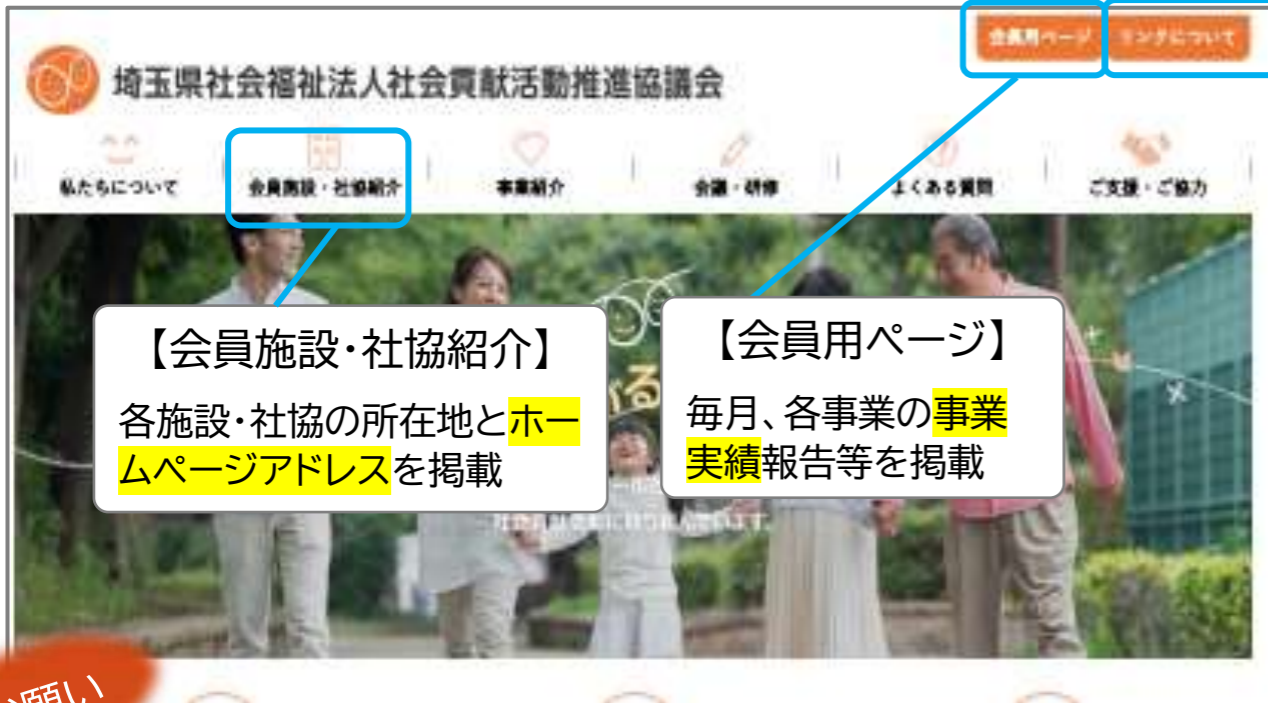 会員用ページ
リンクについて
埼玉県社会福祉法人社会貢献活動推進協議会
私たちについて
会員施設・社協紹介
事業紹介
会議・研修
よくある質問
ご支援・ご協力
【会員施設・社協紹介】
各施設・社協の所在地とホー
ムページアドレスを掲載
【会員用ページ】
毎月、各事業の事業
実績報告等を掲載
る
願い